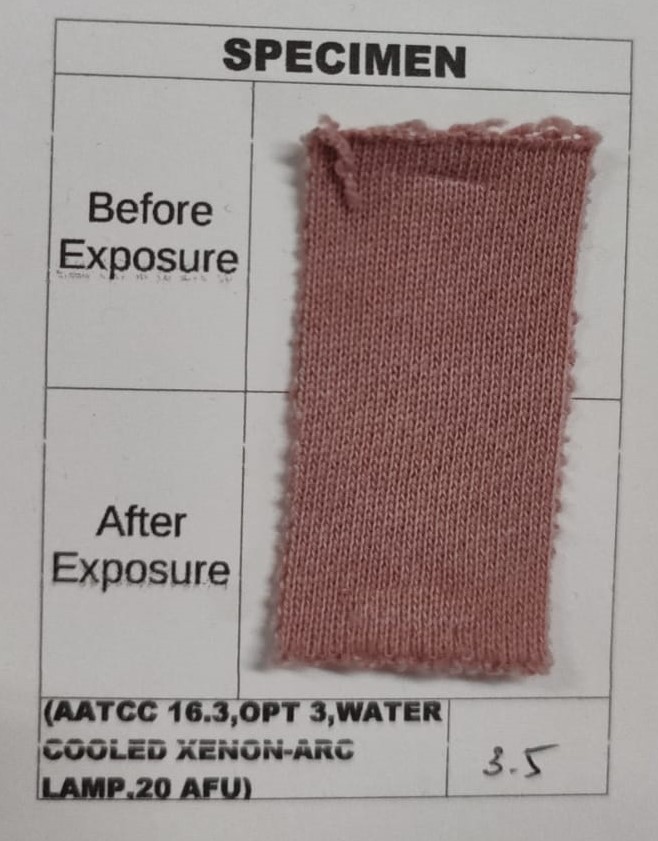 SPECIMEN
Before
Exposure
After
Exposure
(AATCC 16.3,OPT 3,WATER
COOLED XENON-ARC
LAMP,20 AFU)
3.5